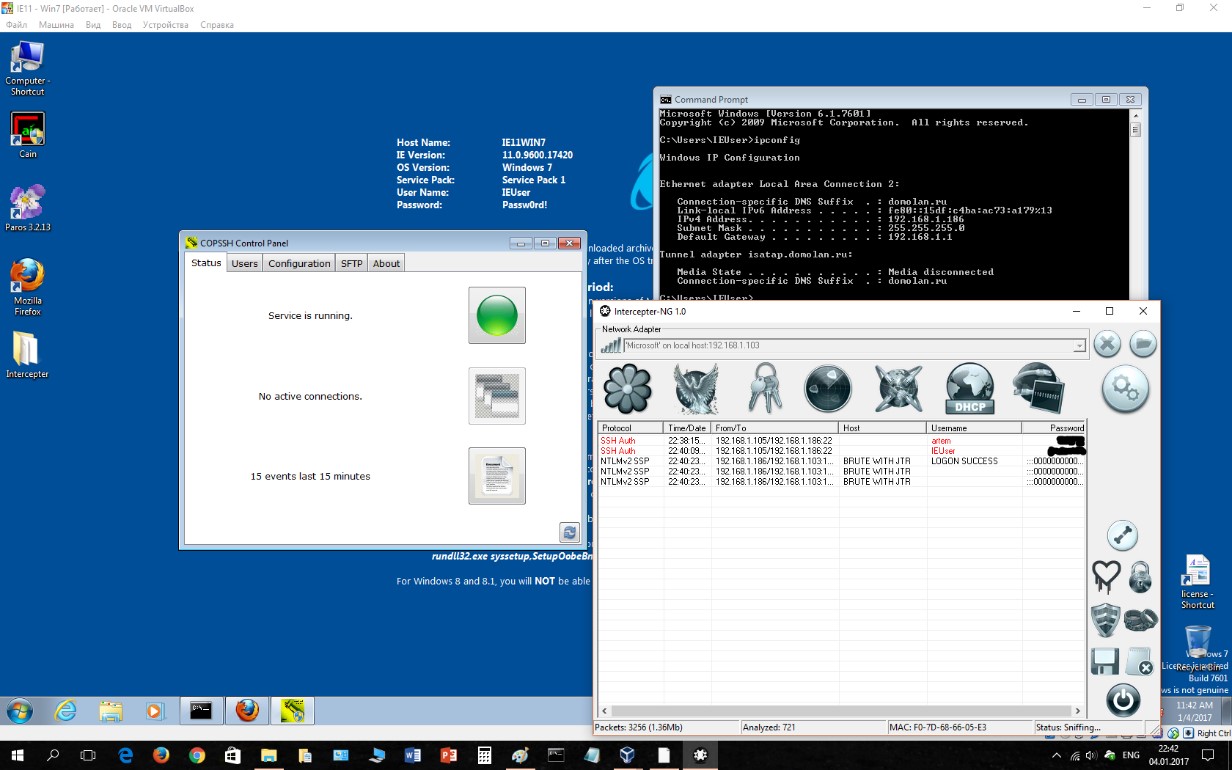 IE11 - Win7 [Работает] - Oracle VM VirtualBox
Файл Машина Вид Ввод Устройства Справка
Computer - Shortcut
Cain
Paros 3.2.13
Mozilla Firefox
Intercepter
Host Name: IE11WIN7
IE Version: 11.0.9600.17420
OS Version: Windows 7
Service Pack: Service Pack 1
User Name: IEUser
Password: Passw0rd!
nloaded archive
y after the OS tr
riod:
rundll32.exe syssetup,SetupOobeBn
For Windows 8 and 8.1, you will NOT be able
Command Prompt
Microsoft Windows [Version 6.1.7601]
Copyright (c) 2009 Microsoft Corporation. All rights reserved.
C:\Users\IEUser>ipconfig
Windows IP Configuration
Ethernet adapter Local Area Connection 2:
Connection-specific DNS Suffix . : domolan.ru
Link-local IPv6 Address . . . . . : fe80::15df:c4ba:ac73:a179%13
IPv4 Address. . . . . . . . . . . : 192.168.1.186
Subnet Mask . . . . . . . . . . . : 255.255.255.0
Default Gateway . . . . . . . . . : 192.168.1.1
Tunnel adapter isatap.domolan.ru:
Media State . . . . . . . . . . . : Media disconnected
Connection-specific DNS Suffix . : domolan.ru
C:\Users\IEUser>
COPSSH Control Panel
Status Users Configuration SFTP About
Service is running.
No active connections.
15 events last 15 minutes
Intercepter-NG 1.0
Network Adapter
'Microsoft' on local host:192.168.1.103
DHCP
Protocol Time/Date From/To Host Username Password
SSH Auth 22:38:15... 192.168.1.105/192.168.1.186:22 artem
SSH Auth 22:40:09... 192.168.1.105/192.168.1.186:22 IEUser
NTLMv2 SSP 22:40:23... 192.168.1.186/192.168.1.103:1... BRUTE WITH JTR LOGON SUCCESS :::0000000000...
NTLMv2 SSP 22:40:23... 192.168.1.186/192.168.1.103:1... BRUTE WITH JTR :::0000000000...
NTLMv2 SSP 22:40:23... 192.168.1.186/192.168.1.103:1... BRUTE WITH JTR :::0000000000...
Packets: 3256 (1.36Mb) Analyzed: 721 MAC: F0-7D-68-66-05-E3 Status: Sniffing...
license - Shortcut
Build 7601
ws is not genuine
11:42 AM
1/4/2017
Right Ctrl
ENG
22:42
04.01.2017